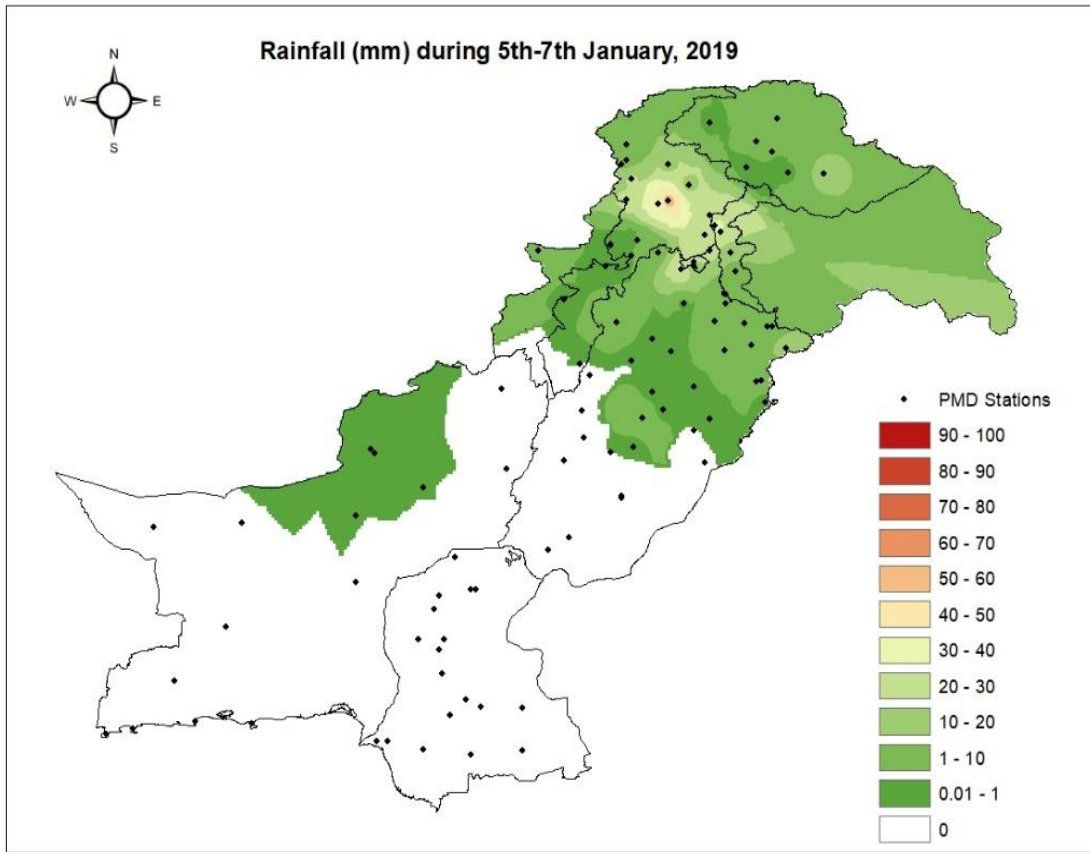 Rainfall (mm) during 5th-7th January, 2019
N
W E
S
PMD Stations
90 - 100
80 - 90
70 - 80
60 - 70
50 - 60
40 - 50
30 - 40
20 - 30
10 - 20
1 - 10
0.01 - 1
0